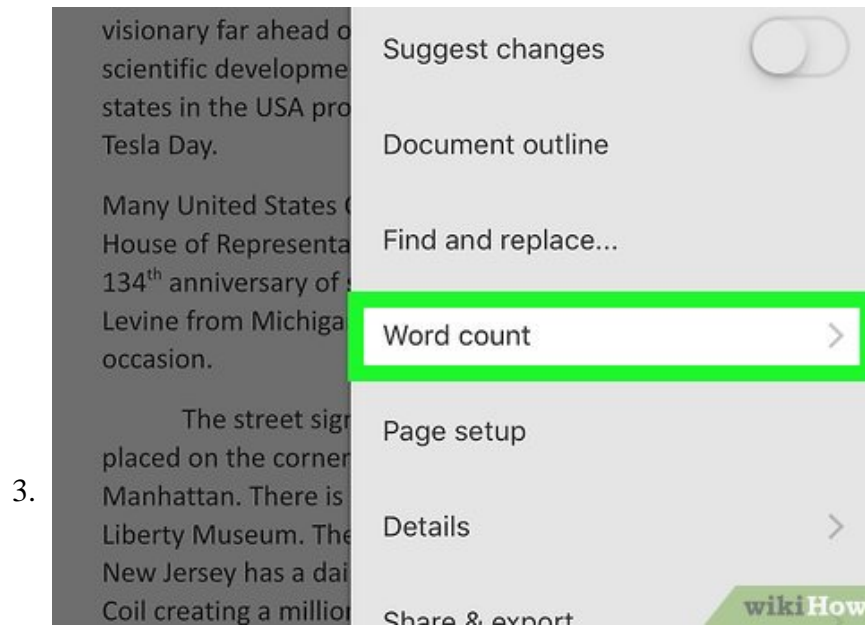 visionary far ahead o
scientific developme
states in the USA pro
Tesla Day.
Many United States
House of Representa
134th anniversary of
Levine from Michiga
occasion.
The street sign
placed on the corner
Manhattan. There is
Liberty Museum. The
New Jersey has a dai
Coil creating a million
3.
Suggest changes
Document outline
Find and replace...
Word count
Page setup
Details
Share & export
wikiHow